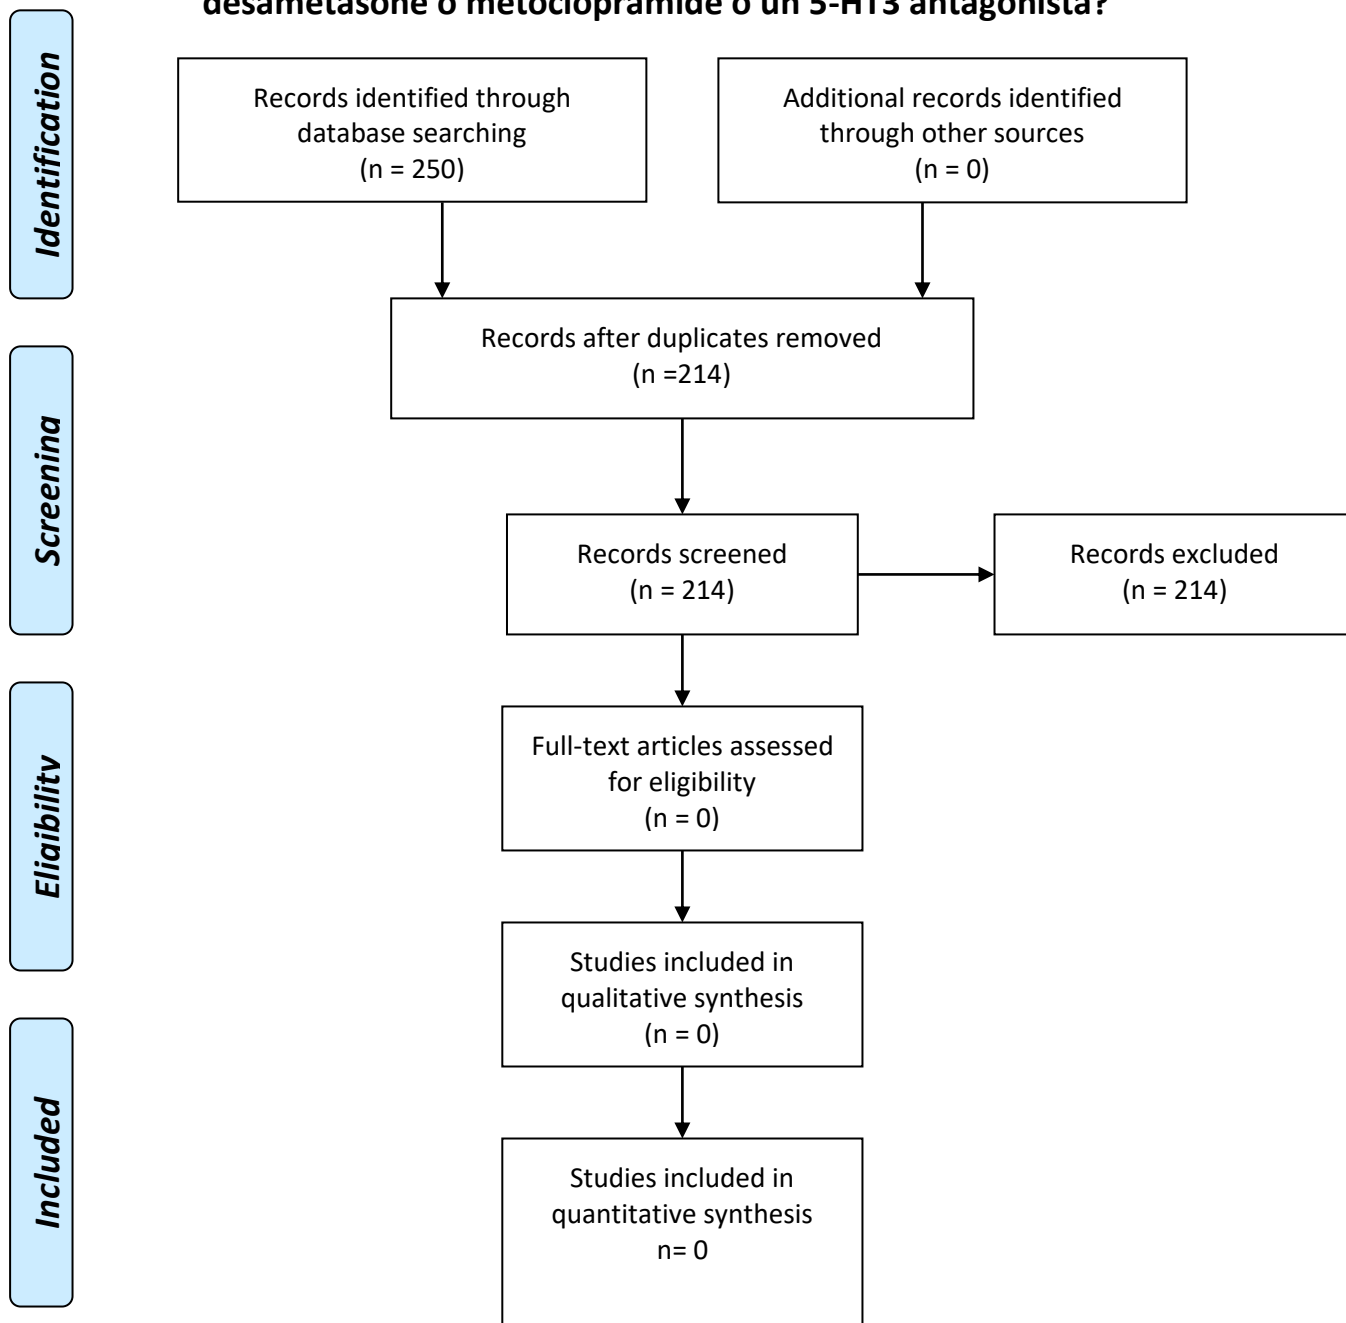 desametasone o metoclopramide o un 5-HT3 antagonista?
Identification
Records identified through
database searching
(n = 250)
Additional records identified
through other sources
(n = 0)
Records after duplicates removed
(n =214)
Screening
Records screened
(n = 214)
Records excluded
(n = 214)
Eligibility
Full-text articles assessed
for eligibility
(n = 0)
Studies included in
qualitative synthesis
(n = 0)
Included
Studies included in
quantitative synthesis
n= 0